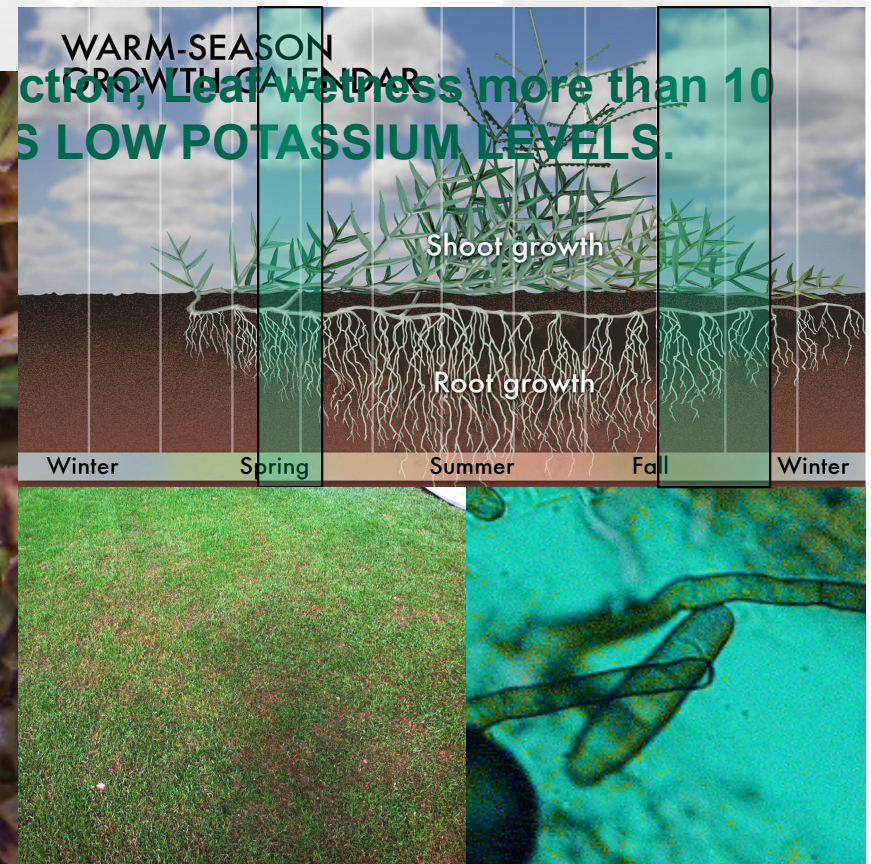 WARM-SEASON
GROWTH CALENDAR
ction, Leaf wetness more than 10
S LOW POTASSIUM LEVELS.
Shoot growth
Root growth
Winter Spring Summer Fall Winter